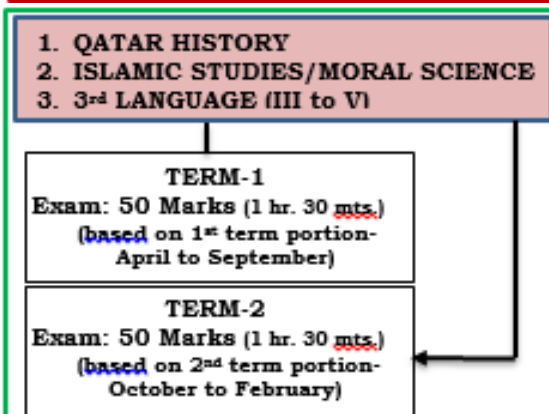 1. QATAR HISTORY
2. ISLAMIC STUDIES/MORAL SCIENCE
3. 3rd LANGUAGE (III to V)
TERM-1
Exam: 50 Marks (1 hr. 30 mts.)
(based on 1st term portion-
April to September)
TERM-2
Exam: 50 Marks (1 hr. 30 mts.)
(based on 2nd term portion-
October to February)